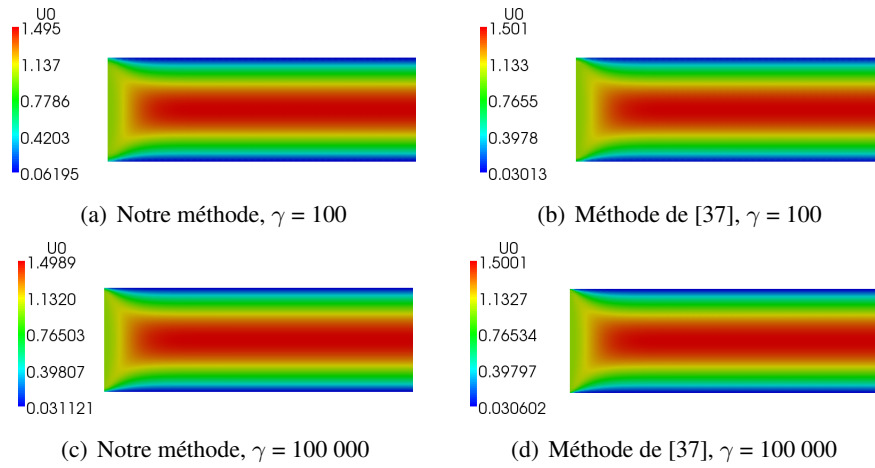 U0
1.495
1.137
0.7786
0.4203
0.06195
U0
1.501
1.133
0.7655
0.3978
0.03013
(a) Notre méthode, γ = 100
(b) Méthode de [37], γ = 100
U0
1.4989
1.1320
0.76503
0.39807
0.031121
U0
1.5001
1.1327
0.76534
0.39797
0.030602
(c) Notre méthode, γ = 100 000
(d) Méthode de [37], γ = 100 000